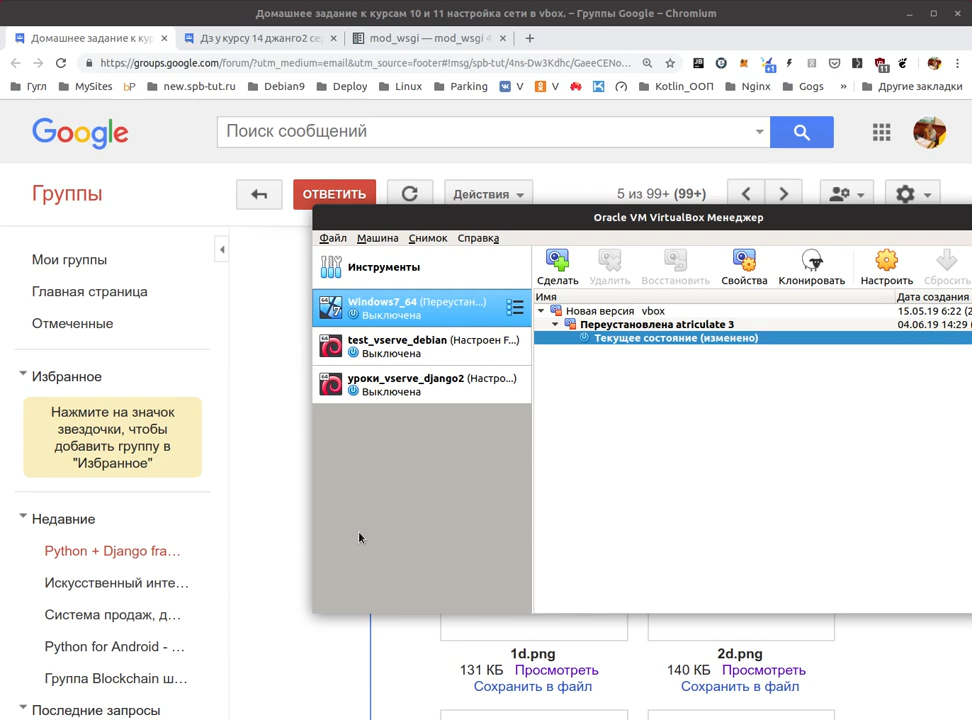 Домашнее задание к курсам 10 и 11 настройка сети в vbox. – Группы Google – Chromium
Домашнее задание к к
Дз у курсу 14 джанго2 се
mod_wsgi — mod_wsgi 4
https://groups.google.com/forum/?utm_medium=email&utm_source=footer#!msg/spb-tut/4ns-Dw3Kdhc/GaeeCENo...
Гугл
MySites
bP
new.spb-tut.ru
Debian9
Deploy
Linux
Parking
V
V
Kotlin_ООП
Nginx
Gogs
»
Другие закладки
Google
Поиск сообщений
Группы
ОТВЕТИТЬ
Действия
5 из 99+ (99+)
Мои группы
Главная страница
Отмеченные
Избранное
Нажмите на значок
звездочки, чтобы
добавить группу в
"Избранное"
Недавние
Python + Django fra…
Искусственный инте…
Система продаж, д…
Python for Android - …
Группа Blockchain ш…
Последние запросы
Oracle VM VirtualBox Менеджер
Файл Машина Снимок Справка
Инструменты
Windows7_64 (Переустан...)
Выключена
test_vserve_debian (Настроен F...)
Выключена
уроки_vserve_django2 (Настро...)
Выключена
Сделать
Удалить
Восстановить
Свойства
Клонировать
Настроить
Сбросить
Имя
Дата создания
Новая версия vbox
15.05.19 6:22 (2
Переустановлена atriculate 3
04.06.19 14:29
Текущее состояние (изменено)
1d.png
131 КБ Просмотреть
Сохранить в файл
2d.png
140 КБ Просмотреть
Сохранить в файл